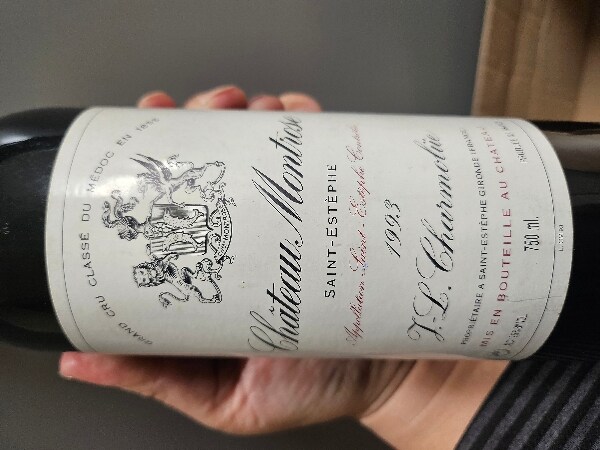 GRAND CRU CLASSÉ DU MÉDOC EN 1855
Château Montrose
SAINT-ESTÈPHE
Appellation Saint-Estèphe Contrôlée
1993
J.-L. Charmolüe
PROPRIÉTAIRE A SAINT-ESTÈPHE GIRONDE (FRANCE)
MIS EN BOUTEILLE AU CHATEAU
750 ml.